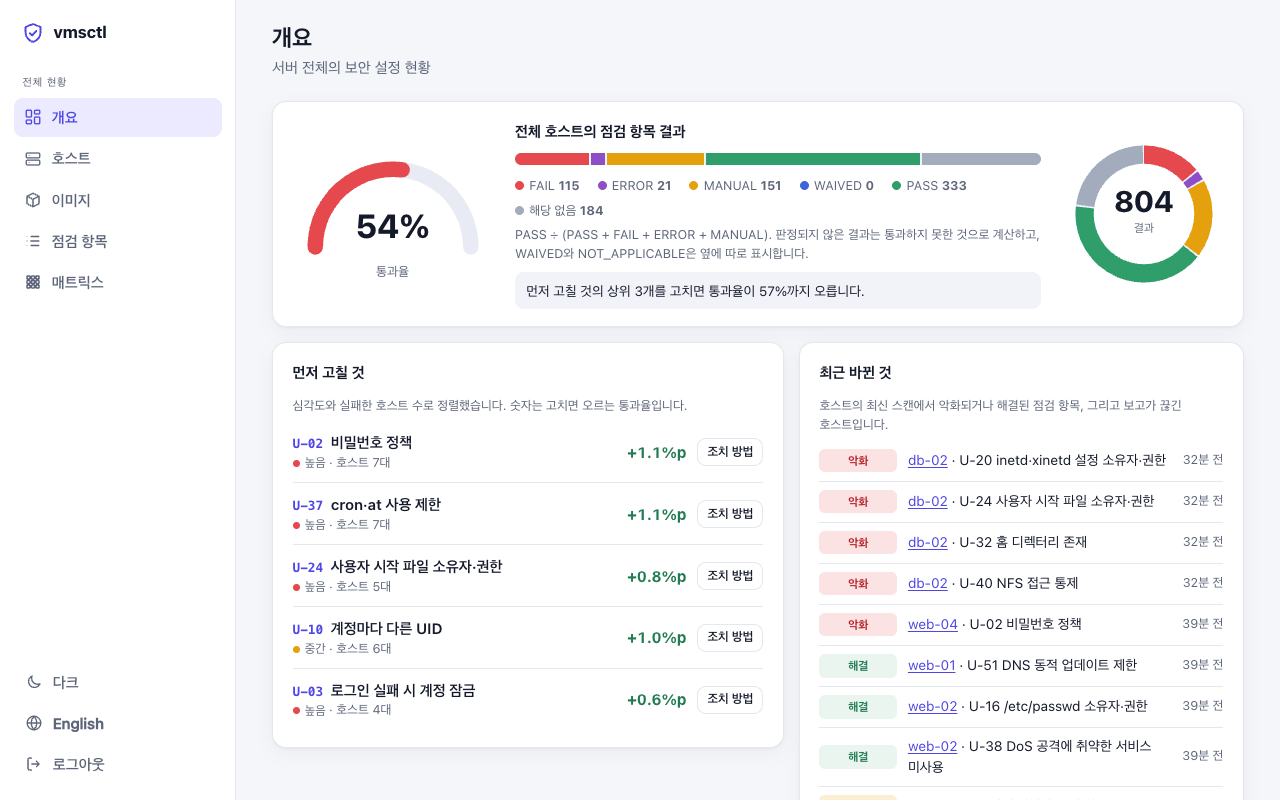 vmsctl
전체 현황
개요
호스트
이미지
점검 항목
매트릭스
다크
English
로그아웃
개요
서버 전체의 보안 설정 현황
54%
통과율
전체 호스트의 점검 항목 결과
FAIL 115 ERROR 21 MANUAL 151 WAIVED 0 PASS 333
해당 없음 184
PASS ÷ (PASS + FAIL + ERROR + MANUAL). 판정되지 않은 결과는 통과하지 못한 것으로 계산하고,
WAIVED와 NOT_APPLICABLE은 옆에 따로 표시합니다.
먼저 고칠 것의 상위 3개를 고치면 통과율이 57%까지 오릅니다.
804
결과
먼저 고칠 것
심각도와 실패한 호스트 수로 정렬했습니다. 숫자는 고치면 오르는 통과율입니다.
U-02 비밀번호 정책
높음 · 호스트 7대
+1.1%p 조치 방법
U-37 cron·at 사용 제한
높음 · 호스트 7대
+1.1%p 조치 방법
U-24 사용자 시작 파일 소유자·권한
높음 · 호스트 5대
+0.8%p 조치 방법
U-10 계정마다 다른 UID
중간 · 호스트 6대
+1.0%p 조치 방법
U-03 로그인 실패 시 계정 잠금
높음 · 호스트 4대
+0.6%p 조치 방법
최근 바뀐 것
호스트의 최신 스캔에서 악화되거나 해결된 점검 항목, 그리고 보고가 끊긴
호스트입니다.
악화 db-02 · U-20 inetd·xinetd 설정 소유자·권한 32분 전
악화 db-02 · U-24 사용자 시작 파일 소유자·권한 32분 전
악화 db-02 · U-32 홈 디렉터리 존재 32분 전
악화 db-02 · U-40 NFS 접근 통제 32분 전
악화 web-04 · U-02 비밀번호 정책 39분 전
해결 web-01 · U-51 DNS 동적 업데이트 제한 39분 전
해결 web-02 · U-16 /etc/passwd 소유자·권한 39분 전
해결 web-02 · U-38 DoS 공격에 취약한 서비스 39분 전
미사용